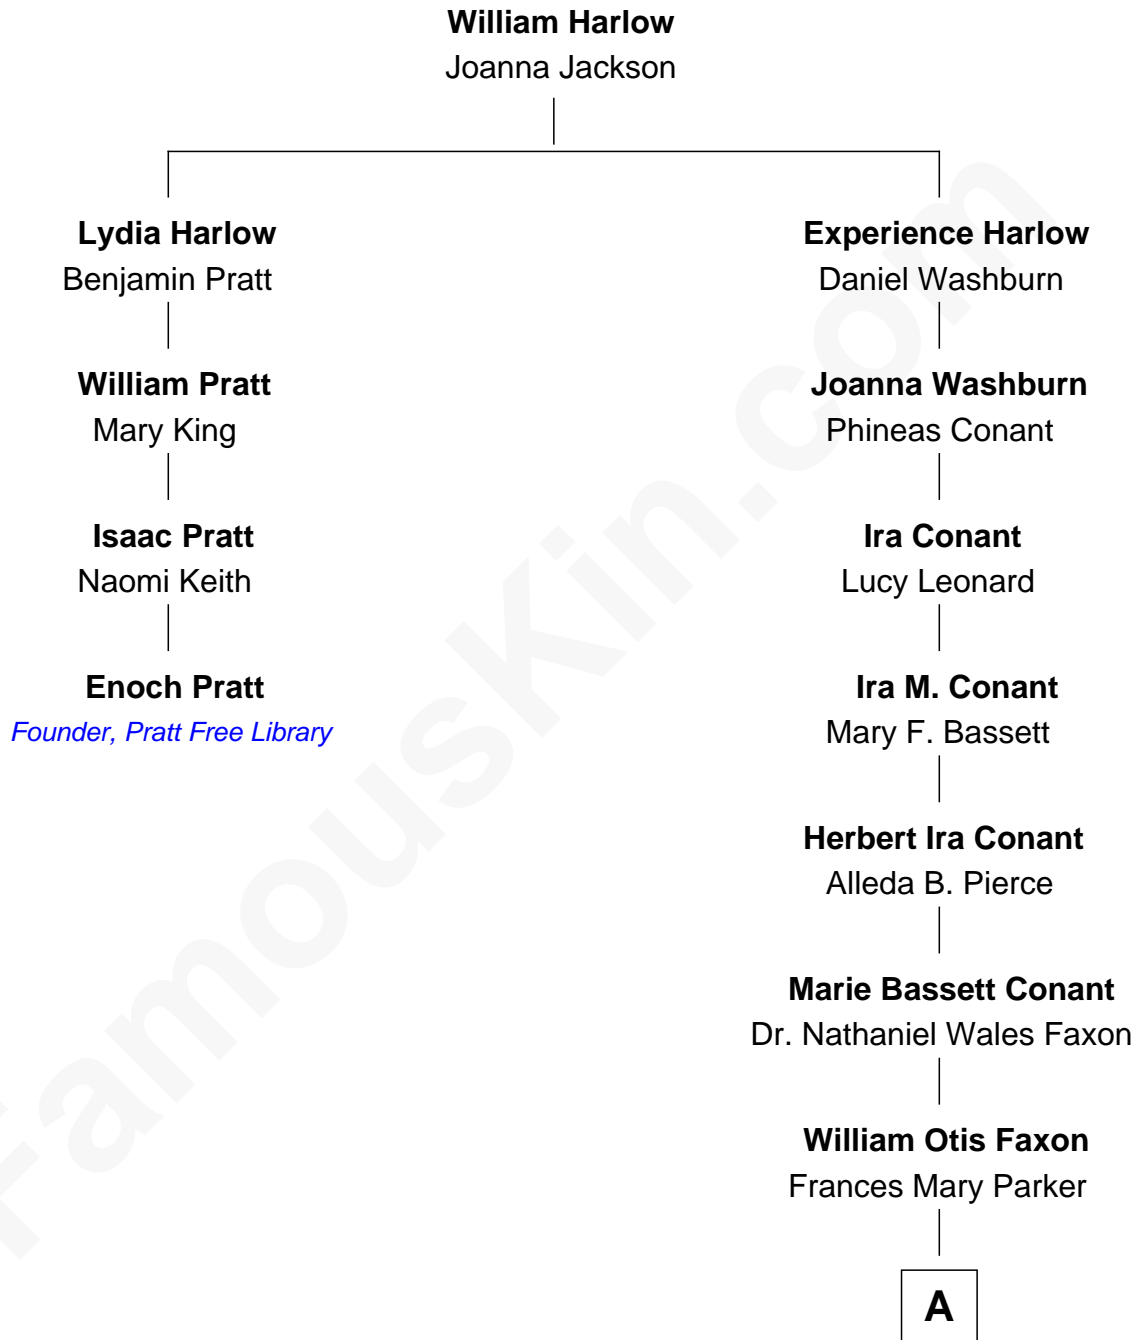 William Harlow
Joanna Jackson
Lydia Harlow
Benjamin Pratt
Experience Harlow
Daniel Washburn
William Pratt
Mary King
Joanna Washburn
Phineas Conant
Isaac Pratt
Naomi Keith
Ira Conant
Lucy Leonard
Enoch Pratt
Founder, Pratt Free Library
Ira M. Conant
Mary F. Bassett
Herbert Ira Conant
Alleda B. Pierce
Marie Bassett Conant
Dr. Nathaniel Wales Faxon
William Otis Faxon
Frances Mary Parker
A
FamousKin.com